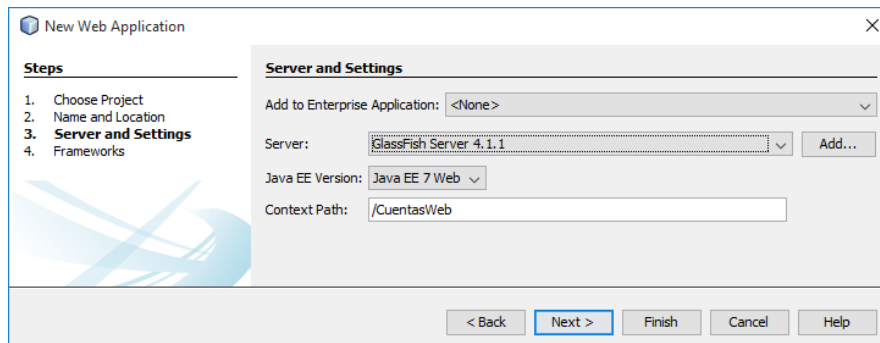 New Web Application
Steps
1. Choose Project
2. Name and Location
3. Server and Settings
4. Frameworks
Server and Settings
Add to Enterprise Application: <None>
Server: GlassFish Server 4.1.1 Add...
Java EE Version: Java EE 7 Web
Context Path: /CuentasWeb
< Back Next > Finish Cancel Help